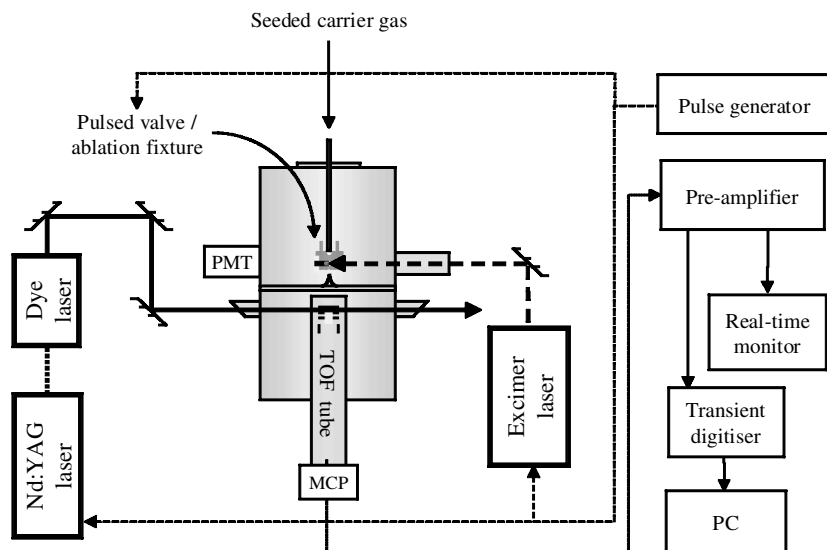 Seeded carrier gas
Pulse generator
Pulsed valve /
ablation fixture
Pre-amplifier
PMT
Dye
laser
Real-time
monitor
TOF tube
Excimer
laser
Transient
digitiser
Nd:YAG
laser
MCP
PC